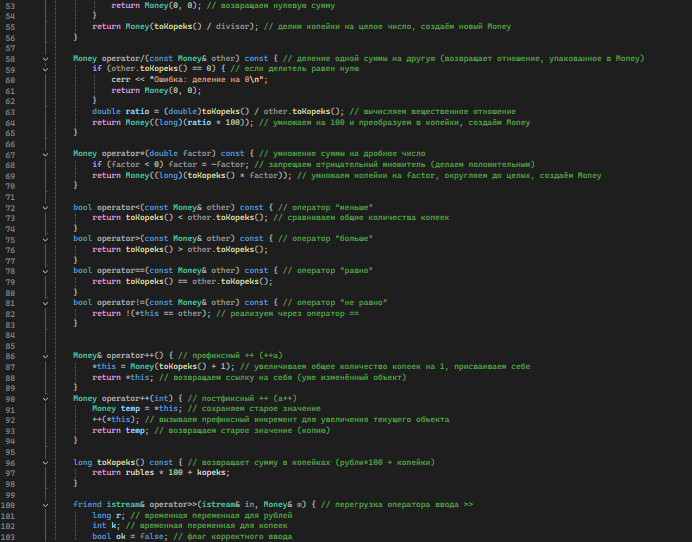 53 return Money(0, 0); // возвращаем нулевую сумму
54 }
55 return Money(toKopeks() / divisor); // делим копейки на целое число, создаём новый Money
56 }
57
58 Money operator/(const Money& other) const { // деление одной суммы на другую (возвращает отношение, упакованное в Money)
59 if (other.toKopeks() == 0) { // если делитель равен нулю
60 cerr << "Ошибка: деление на 0\n";
61 return Money(0, 0);
62 }
63 double ratio = (double)toKopeks() / other.toKopeks(); // вычисляем вещественное отношение
64 return Money((long)(ratio * 100)); // умножаем на 100 и преобразуем в копейки, создаём Money
65 }
66
67 Money operator*(double factor) const { // умножение суммы на дробное число
68 if (factor < 0) factor = -factor; // запрещаем отрицательный множитель (делаем положительным)
69 return Money((long)(toKopeks() * factor)); // умножаем копейки на factor, округляем до целых, создаём Money
70 }
71
72 bool operator<(const Money& other) const { // оператор "меньше"
73 return toKopeks() < other.toKopeks(); // сравниваем общие количества копеек
74 }
75 bool operator>(const Money& other) const { // оператор "больше"
76 return toKopeks() > other.toKopeks();
77 }
78 bool operator==(const Money& other) const { // оператор "равно"
79 return toKopeks() == other.toKopeks();
80 }
81 bool operator!=(const Money& other) const { // оператор "не равно"
82 return !(*this == other); // реализуем через оператор ==
83 }
84
85
86 Money& operator++() { // префиксный ++ (++a)
87 *this = Money(toKopeks() + 1); // увеличиваем общее количество копеек на 1, присваиваем себе
88 return *this; // возвращаем ссылку на себя (уже изменённый объект)
89 }
90 Money operator++(int) { // постфиксный ++ (a++)
91 Money temp = *this; // сохраняем старое значение
92 ++(*this); // вызываем префиксный инкремент для увеличения текущего объекта
93 return temp; // возвращаем старое значение (копию)
94 }
95
96 long toKopeks() const { // возвращает сумму в копейках (рубли*100 + копейки)
97 return rubles * 100 + kopeks;
98 }
99
100 friend istream& operator>>(istream& in, Money& m) { // перегрузка оператора ввода >>
101 long r; // временная переменная для рублей
102 int k; // временная переменная для копеек
103 bool ok = false; // флаг корректного ввода